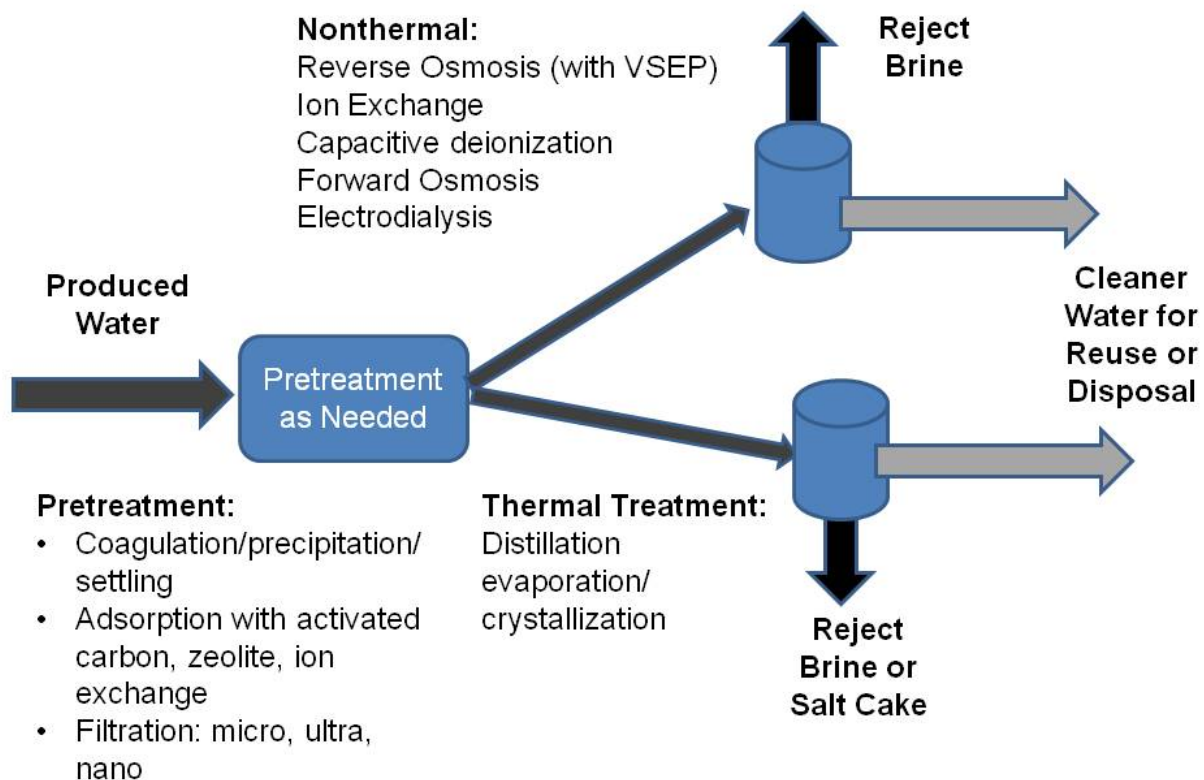 Nonthermal:
Reverse Osmosis (with VSEP)
Ion Exchange
Capacitive deionization
Forward Osmosis
Electrodialysis
Reject
Brine
Produced
Water
Pretreatment
as Needed
Cleaner
Water for
Reuse or
Disposal
Pretreatment:
• Coagulation/precipitation/
settling
• Adsorption with activated
carbon, zeolite, ion
exchange
• Filtration: micro, ultra,
nano
Thermal Treatment:
Distillation
evaporation/
crystallization
Reject
Brine or
Salt Cake